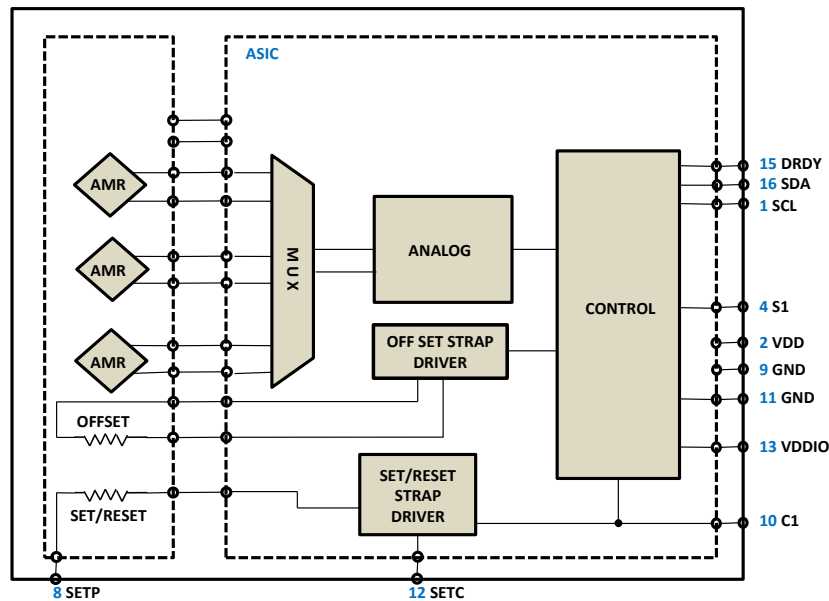 ASIC
AMR
AMR
AMR
M U X
ANALOG
OFF SET STRAP
DRIVER
CONTROL
OFFSET
SET/RESET
SET/RESET
STRAP
DRIVER
15 DRDY
16 SDA
1 SCL
4 S1
2 VDD
9 GND
11 GND
13 VDDIO
10 C1
8 SETP
12 SETC